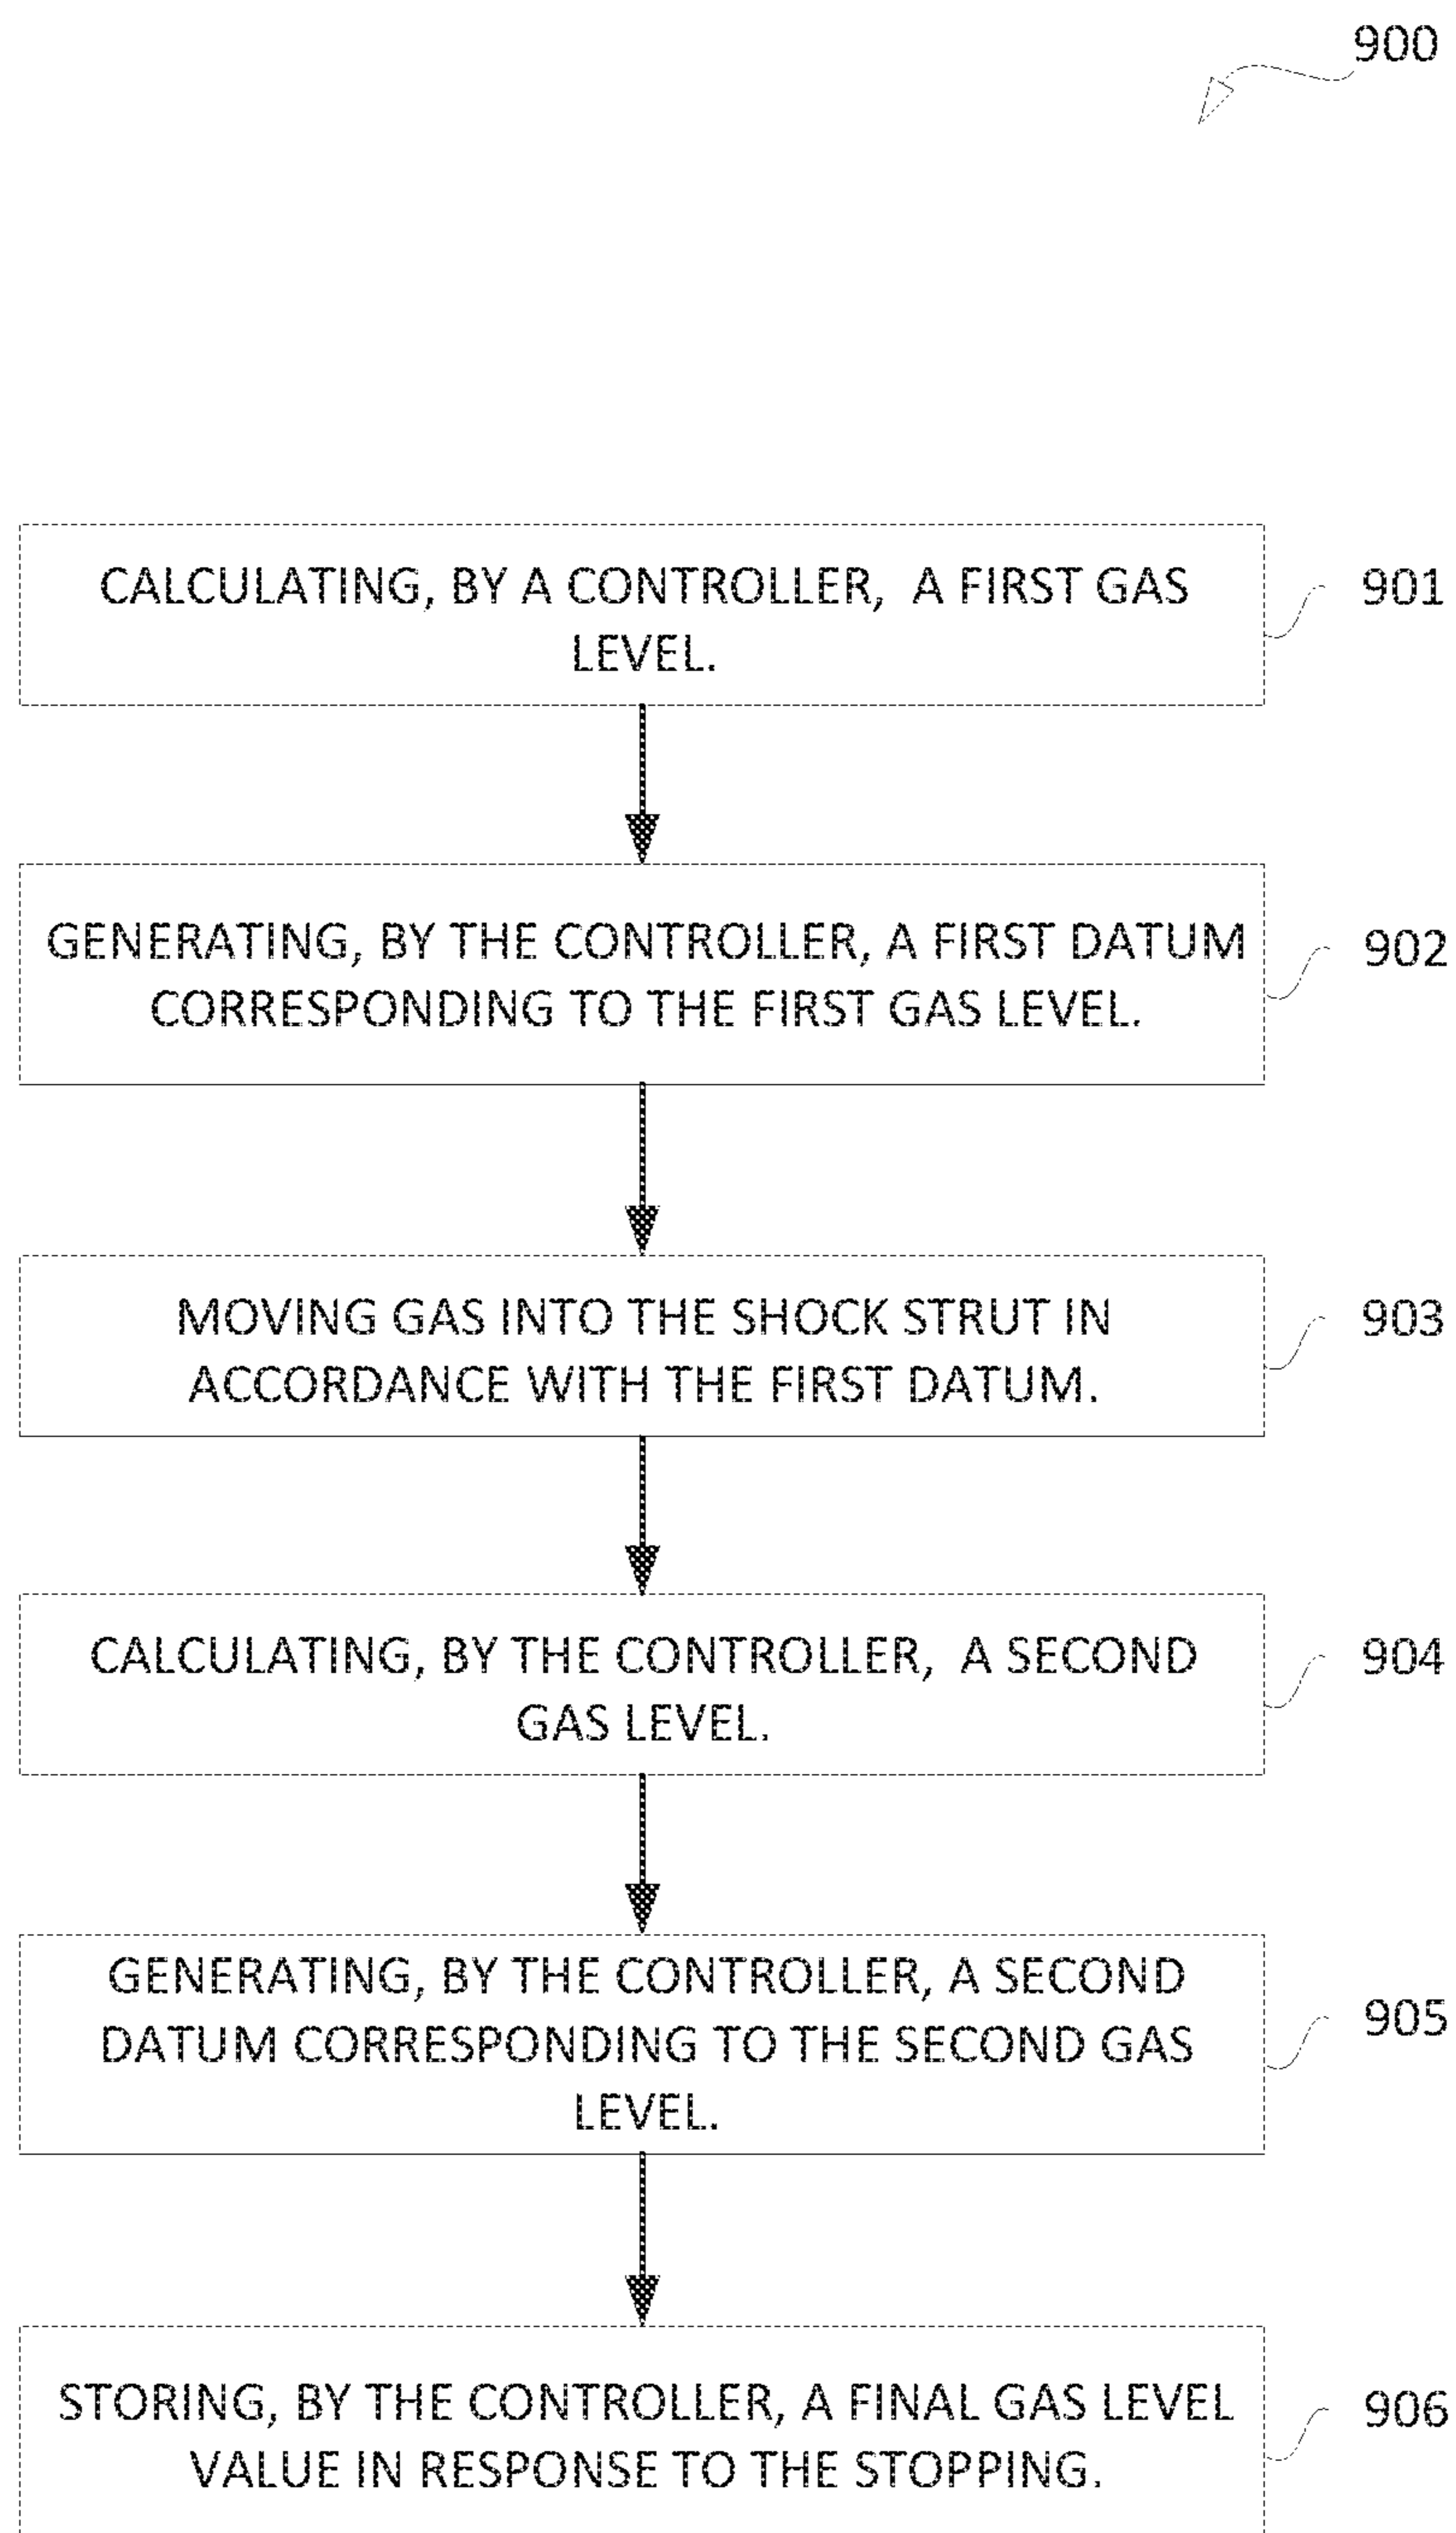 900
CALCULATING, BY A CONTROLLER, A FIRST GAS
LEVEL.
901
GENERATING, BY THE CONTROLLER, A FIRST DATUM
CORRESPONDING TO THE FIRST GAS LEVEL.
902
MOVING GAS INTO THE SHOCK STRUT IN
ACCORDANCE WITH THE FIRST DATUM.
903
CALCULATING, BY THE CONTROLLER, A SECOND
GAS LEVEL.
904
GENERATING, BY THE CONTROLLER, A SECOND
DATUM CORRESPONDING TO THE SECOND GAS
LEVEL.
905
STORING, BY THE CONTROLLER, A FINAL GAS LEVEL
VALUE IN RESPONSE TO THE STOPPING.
906